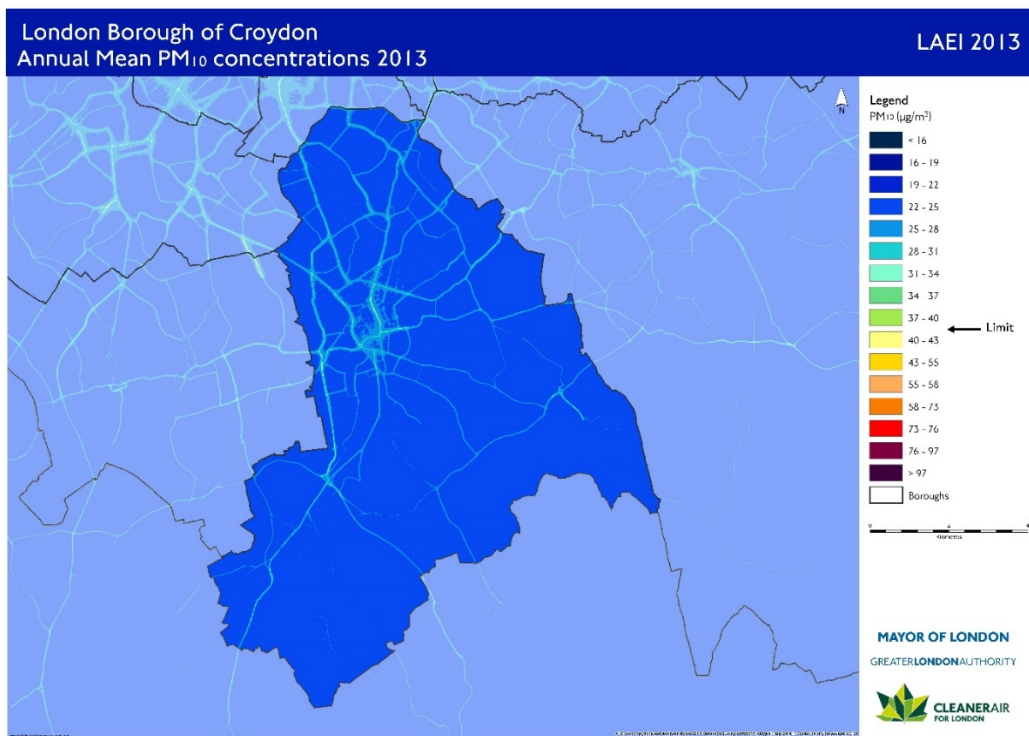 London Borough of Croydon
Annual Mean PM₁₀ concentrations 2013
LAEI 2013
N
Legend
PM₁₀ (μg/m³)
< 16
16 - 19
19 - 22
22 - 25
25 - 28
28 - 31
31 - 34
34 - 37
37 - 40
Limit
40 - 43
43 - 55
55 - 58
58 - 73
73 - 76
76 - 97
> 97
Boroughs
Kilometres
MAYOR OF LONDON
GREATERLONDONAUTHORITY
CLEANERAIR
FOR LONDON